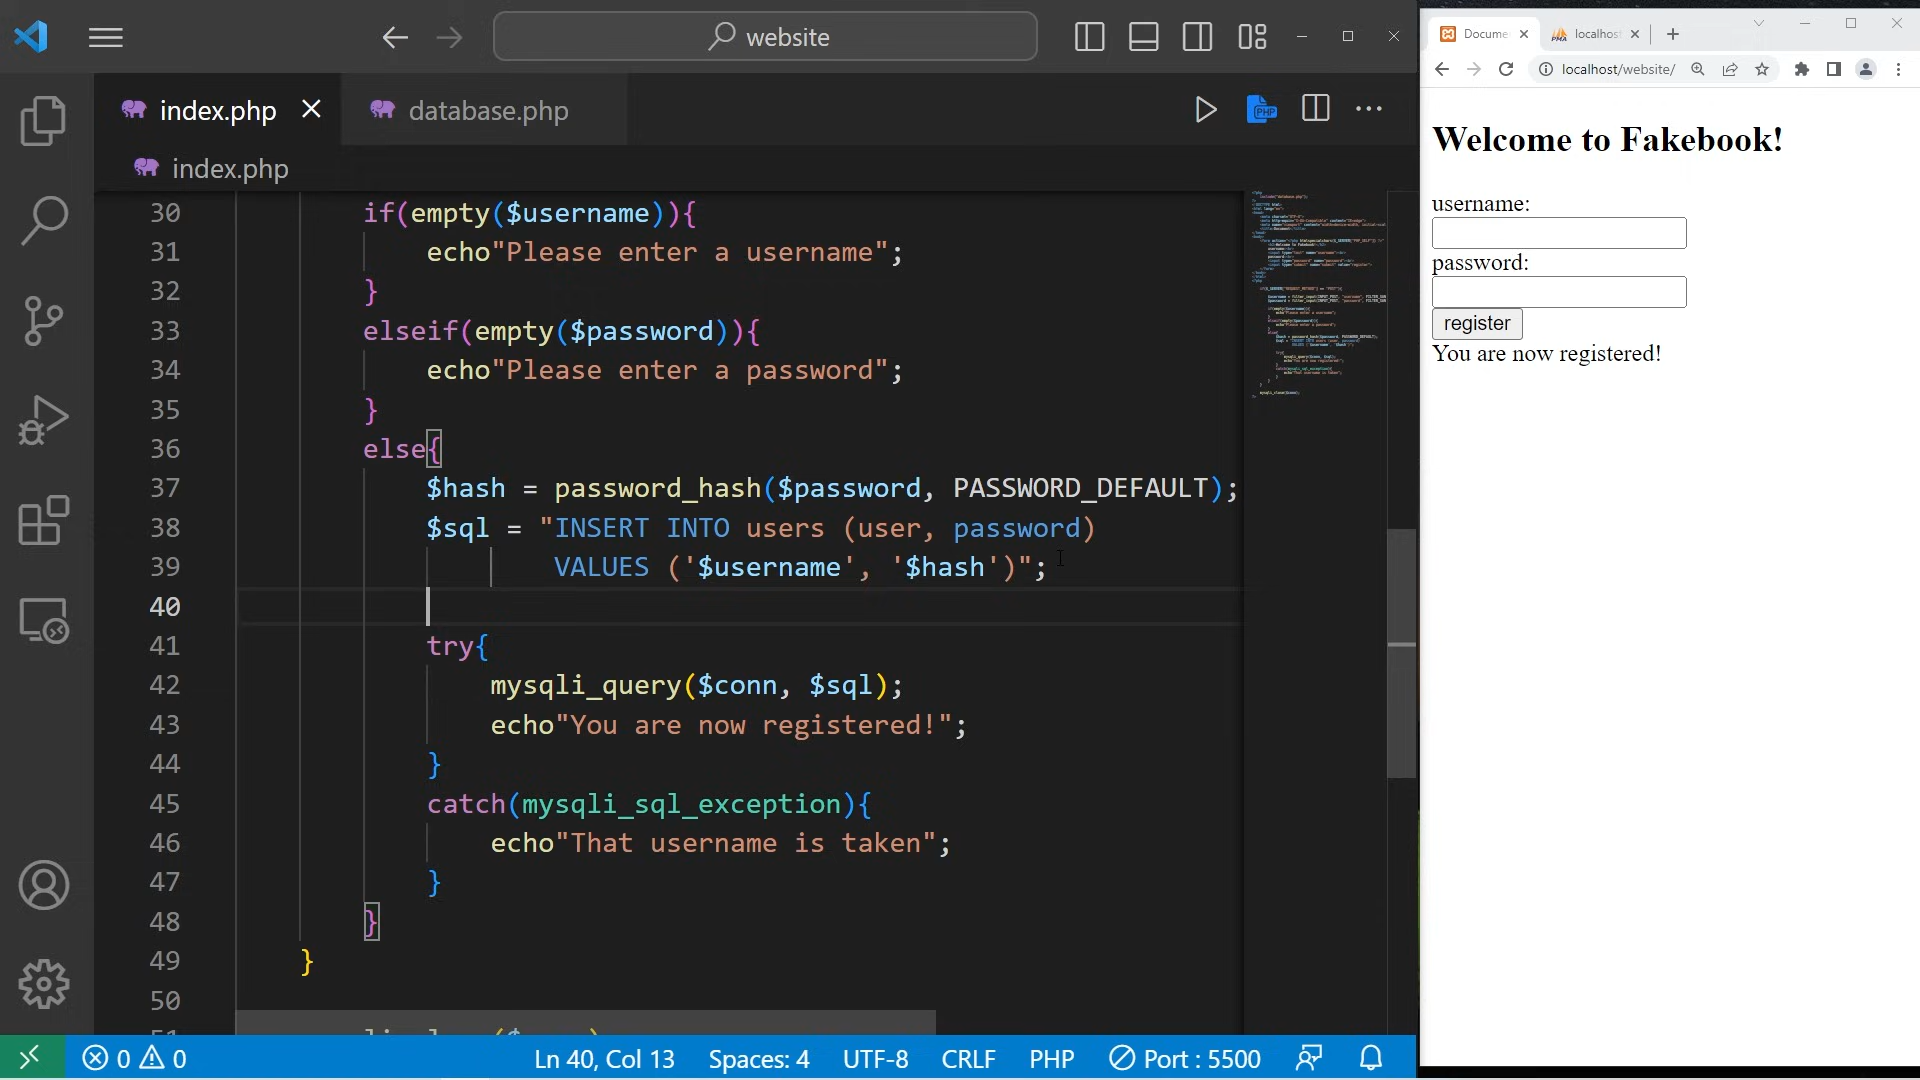 website
index.php
database.php
index.php
30 if(empty($username)){
31 echo"Please enter a username";
32 }
33 elseif(empty($password)){
34 echo"Please enter a password";
35 }
36 else{
37 $hash = password_hash($password, PASSWORD_DEFAULT);
38 $sql = "INSERT INTO users (user, password)
39 VALUES ('$username', '$hash')";
40
41 try{
42 mysqli_query($conn, $sql);
43 echo"You are now registered!";
44 }
45 catch(mysqli_sql_exception){
46 echo"That username is taken";
47 }
48 }
49 }
50
0 0 Ln 40, Col 13 Spaces: 4 UTF-8 CRLF PHP Port : 5500
Docume
localhos
localhost/website/
Welcome to Fakebook!
username:
password:
register
You are now registered!